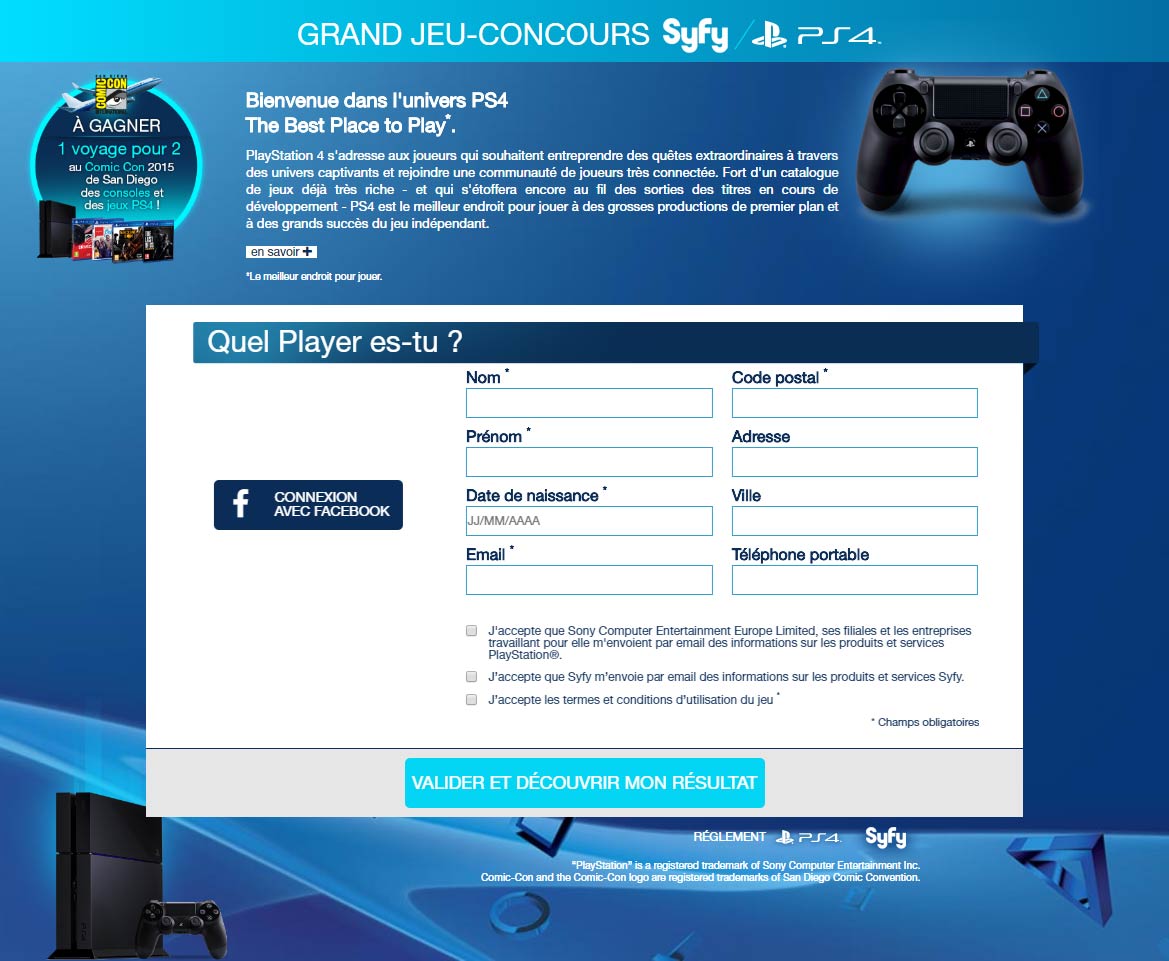 GRAND JEU-CONCOURS Syfy PS4
COMIC CON
À GAGNER
1 voyage pour 2
au Comic Con 2015
de San Diego
des consoles et
des jeux PS4 !
Bienvenue dans l'univers PS4
The Best Place to Play*.
PlayStation 4 s'adresse aux joueurs qui souhaitent entreprendre des quêtes extraordinaires à travers
des univers captivants et rejoindre une communauté de joueurs très connectée. Fort d'un catalogue
de jeux déjà très riche - et qui s'étoffera encore au fil des sorties des titres en cours de
développement - PS4 est le meilleur endroit pour jouer à des grosses productions de premier plan et
à des grands succès du jeu indépendant.
en savoir +
*Le meilleur endroit pour jouer.
Quel Player es-tu ?
CONNEXION
AVEC FACEBOOK
Nom *
Code postal *
Prénom *
Adresse
Date de naissance *
JJ/MM/AAAA
Ville
Email *
Téléphone portable
J'accepte que Sony Computer Entertainment Europe Limited, ses filiales et les entreprises
travaillant pour elle m'envoient par email des informations sur les produits et services
PlayStation®.
J'accepte que Syfy m'envoie par email des informations sur les produits et services Syfy.
J'accepte les termes et conditions d'utilisation du jeu *
* Champs obligatoires
VALIDER ET DÉCOUVRIR MON RÉSULTAT
RÉGLEMENT PS4 Syfy
"PlayStation" is a registered trademark of Sony Computer Entertainment Inc.
Comic-Con and the Comic-Con logo are registered trademarks of San Diego Comic Convention.